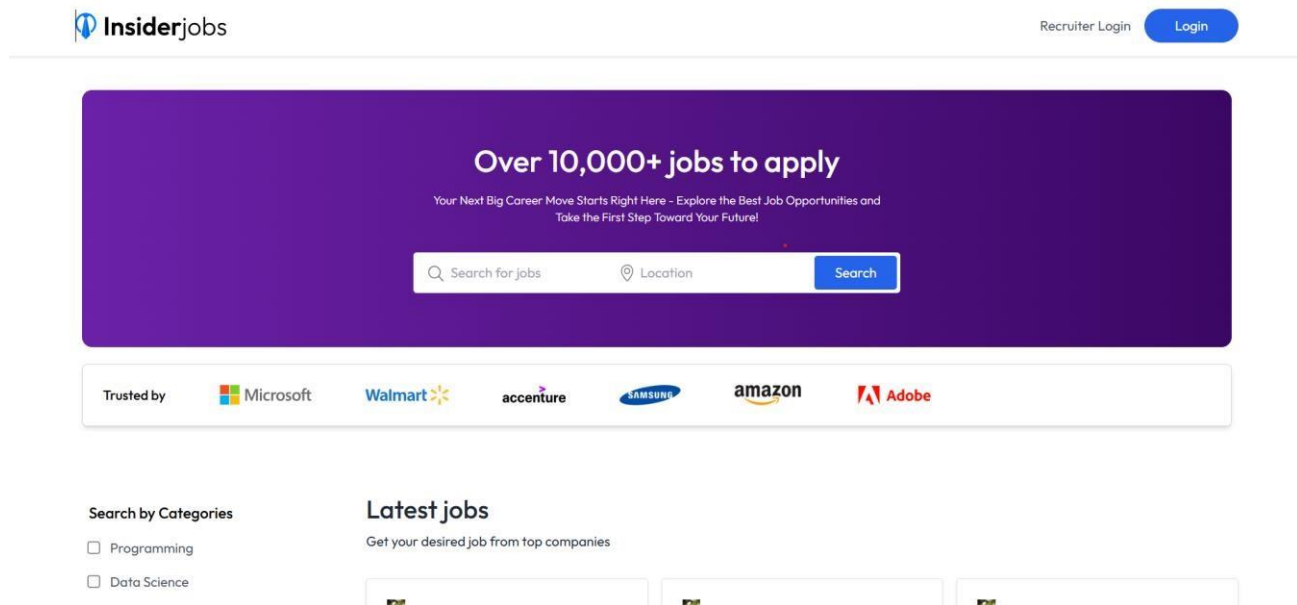 Insiderjobs
Recruiter Login
Login
Over 10,000+ jobs to apply
Your Next Big Career Move Starts Right Here - Explore the Best Job Opportunities and
Take the First Step Toward Your Future!
Search for jobs
Location
Search
Trusted by
Microsoft
Walmart
accenture
SAMSUNG
amazon
Adobe
Search by Categories
Programming
Data Science
Latest jobs
Get your desired job from top companies